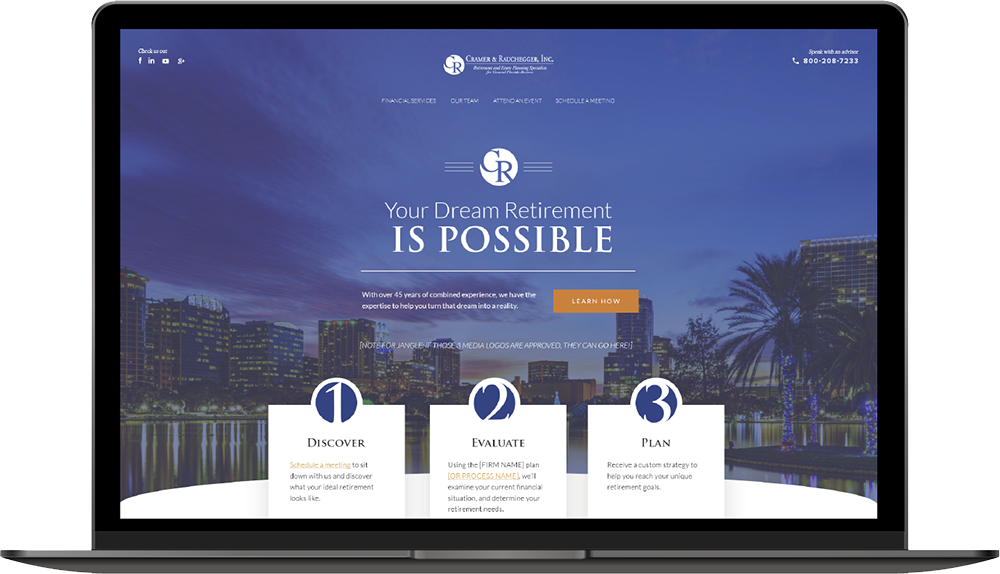 Check us out
f in G+
CRAMER & RAUCHEGGER, INC.
Retirement and Estate Planning Specialists
for Central Florida Retirees
Speak with an advisor
800-208-7233
FINANCIAL SERVICES OUR TEAM ATTEND AN EVENT SCHEDULE A MEETING
CR
Your Dream Retirement
IS POSSIBLE
With over 45 years of combined experience, we have the
expertise to help you turn that dream into a reality.
LEARN HOW
[NOTE FOR JANGLE: IF THOSE 3 MEDIA LOGOS ARE APPROVED, THEY CAN GO HERE!]
1
DISCOVER
Schedule a meeting to sit
down with us and discover
what your ideal retirement
looks like.
2
EVALUATE
Using the [FIRM NAME] plan
[OR PROCESS NAME], we'll
examine your current financial
situation, and determine your
retirement needs.
3
PLAN
Receive a custom strategy to
help you reach your unique
retirement goals.